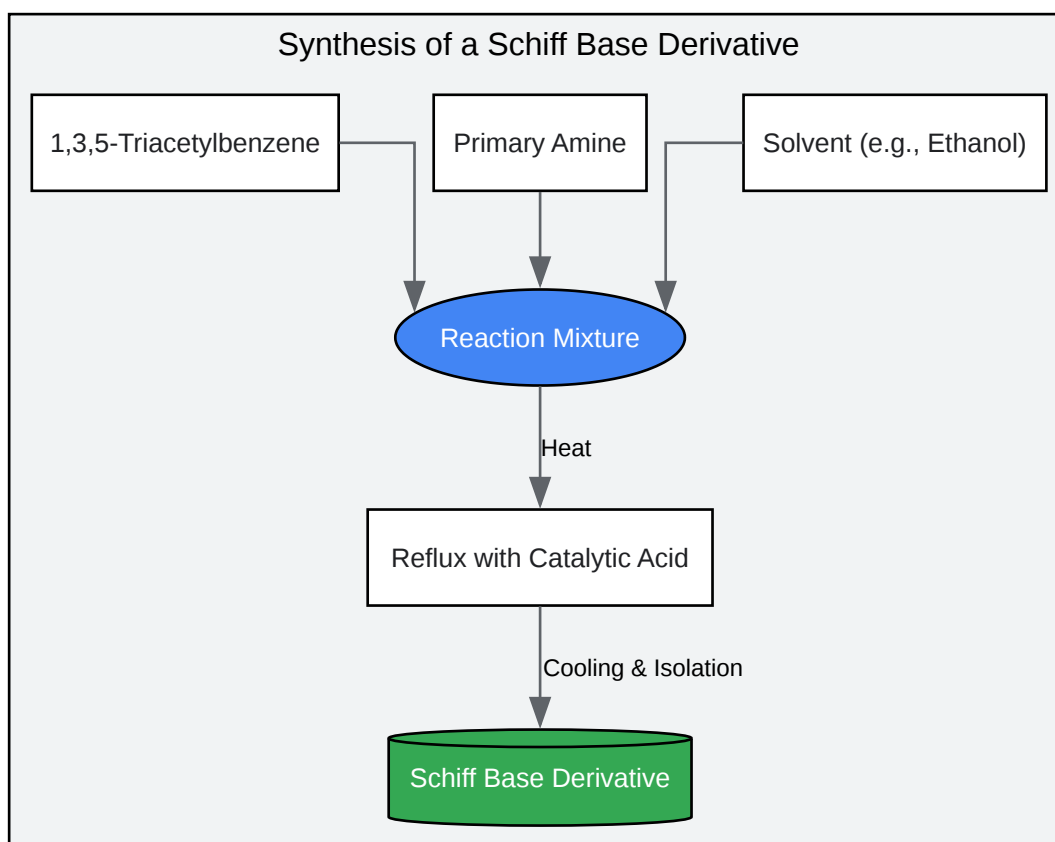 Synthesis of a Schiff Base Derivative
1,3,5-Triacetylbenzene
Primary Amine
Solvent (e.g., Ethanol)
Reaction Mixture
Heat
Reflux with Catalytic Acid
Cooling & Isolation
Schiff Base Derivative